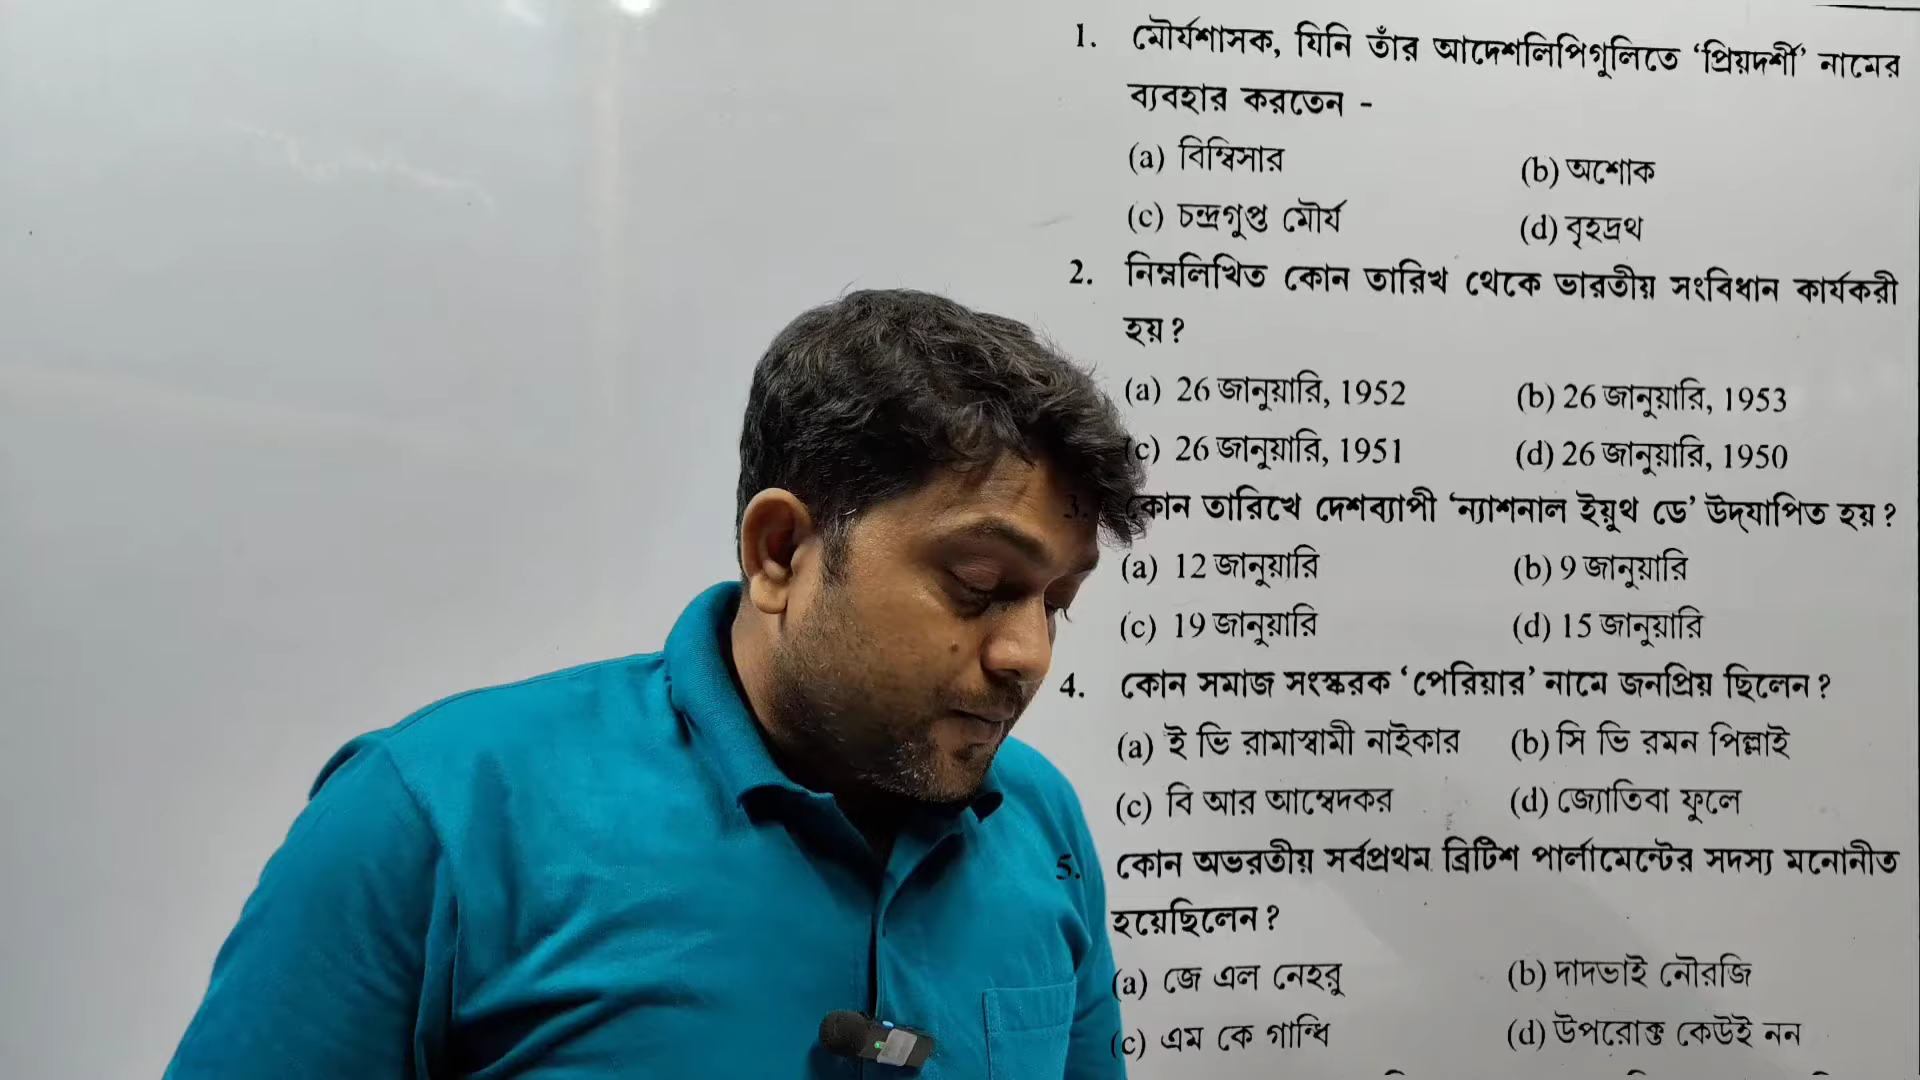 1. মৌর্যশাসক, যিনি তাঁর আদেশলিপিগুলিতে ‘প্রিয়দর্শী’ নামের
ব্যবহার করতেন -
(a) বিম্বিসার (b) অশোক
(c) চন্দ্রগুপ্ত মৌর্য (d) বৃহদ্রথ
2. নিম্নলিখিত কোন তারিখ থেকে ভারতীয় সংবিধান কার্যকরী
হয় ?
(a) 26 জানুয়ারি, 1952 (b) 26 জানুয়ারি, 1953
(c) 26 জানুয়ারি, 1951 (d) 26 জানুয়ারি, 1950
3. কোন তারিখে দেশব্যাপী ‘ন্যাশনাল ইয়ুথ ডে’ উদ্‌যাপিত হয় ?
(a) 12 জানুয়ারি (b) 9 জানুয়ারি
(c) 19 জানুয়ারি (d) 15 জানুয়ারি
4. কোন সমাজ সংস্করক ‘পেরিয়ার’ নামে জনপ্রিয় ছিলেন ?
(a) ই ভি রামাস্বামী নাইকার (b) সি ভি রমন পিল্লাই
(c) বি আর আম্বেদকর (d) জ্যোতিবা ফুলে
5. কোন অভরতীয় সর্বপ্রথম ব্রিটিশ পার্লামেন্টের সদস্য মনোনীত
হয়েছিলেন ?
(a) জে এল নেহরু (b) দাদভাই নৌরজি
(c) এম কে গান্ধি (d) উপরোক্ত কেউই নন